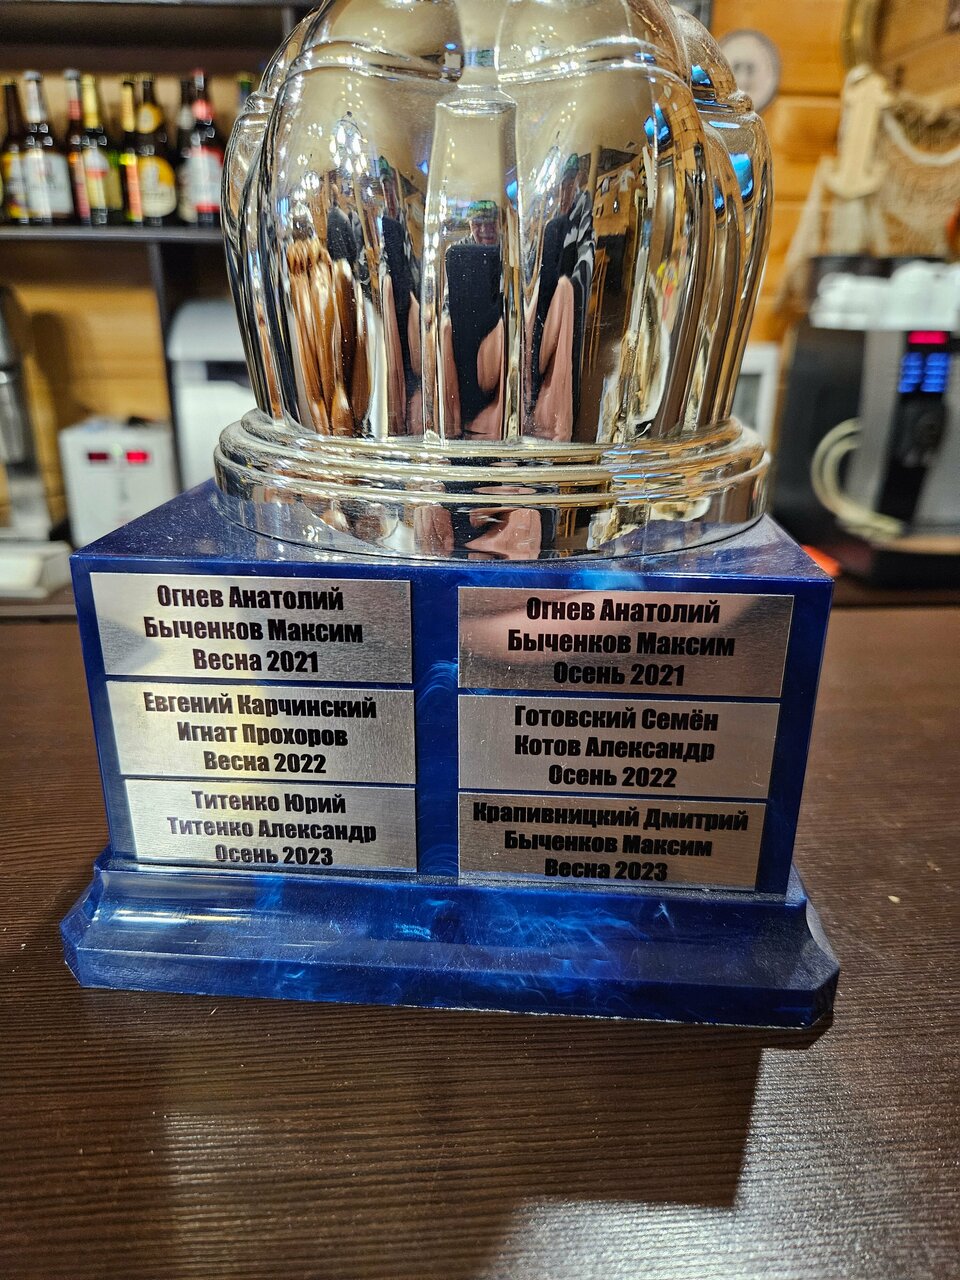 Огнев Анатолий
Быченков Максим
Весна 2021
Огнев Анатолий
Быченков Максим
Осень 2021
Евгений Карчинский
Игнат Прохоров
Весна 2022
Готовский Семён
Котов Александр
Осень 2022
Титенко Юрий
Титенко Александр
Осень 2023
Крапивницкий Дмитрий
Быченков Максим
Весна 2023